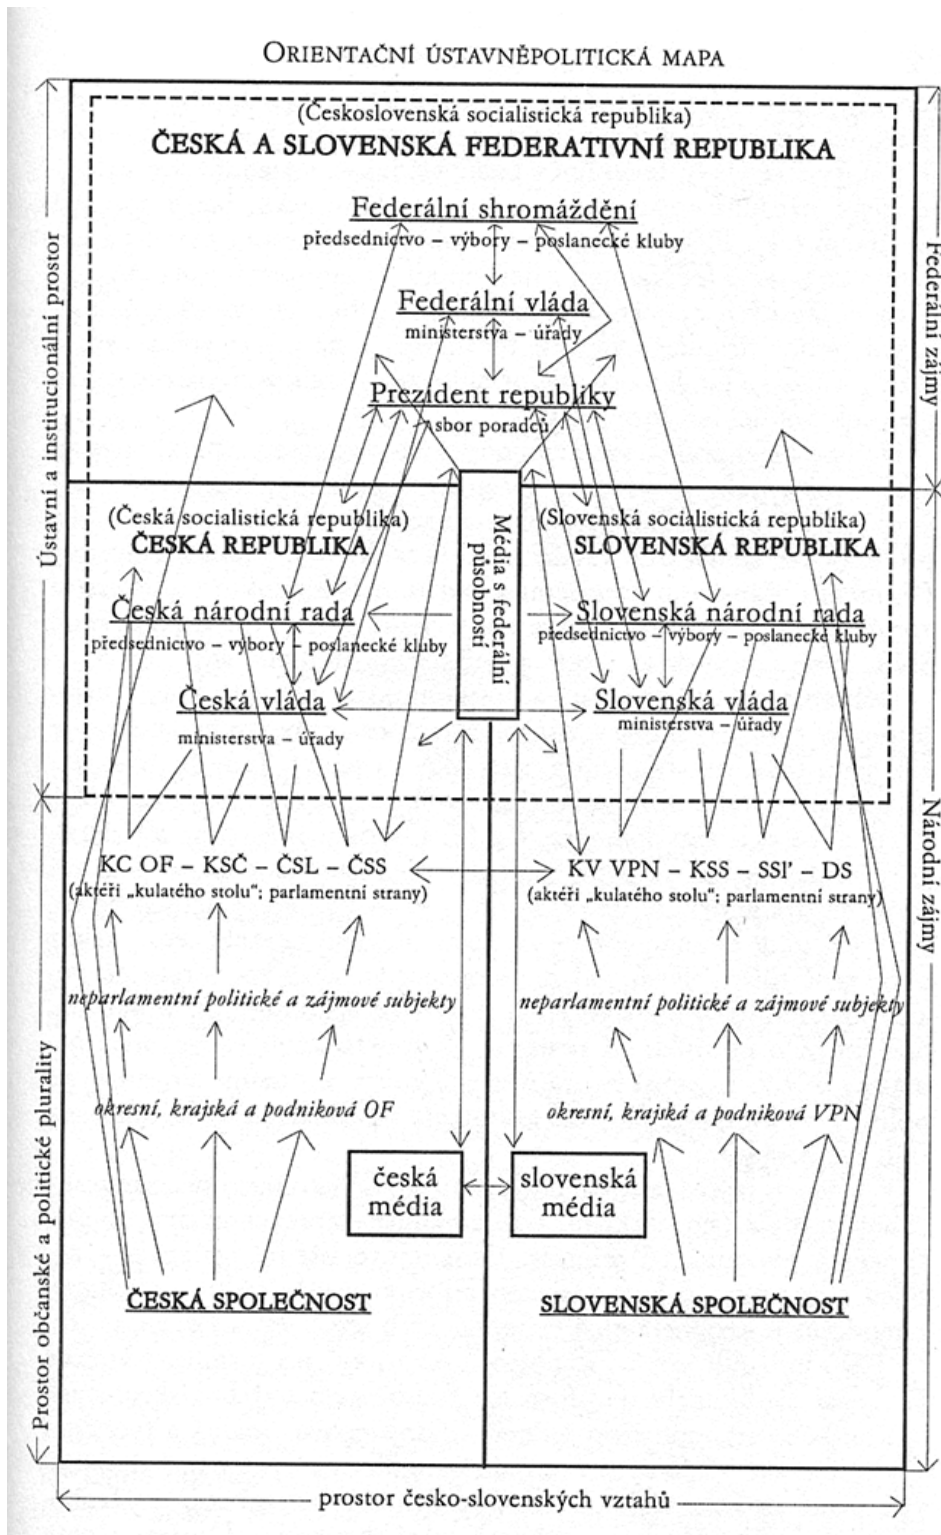 ORIENTAČNÍ ÚSTAVNĚPOLITICKÁ MAPA
(Československá socialistická republika)
ČESKÁ A SLOVENSKÁ FEDERATIVNÍ REPUBLIKA
Federální shromáždění
předsednictvo – výbory – poslanecké kluby
Federální vláda
ministerstva – úřady
Prezident republiky
sbor poradců
Ústavní a institucionální prostor
Federální zájmy
(Česká socialistická republika)
ČESKÁ REPUBLIKA
Česká národní rada
předsednictvo – výbory – poslanecké kluby
Česká vláda
ministerstva – úřady
Média s federální
působností
(Slovenská socialistická republika)
SLOVENSKÁ REPUBLIKA
Slovenská národní rada
předsednictvo – výbory – poslanecké kluby
Slovenská vláda
ministerstva – úřady
KC OF – KSČ – ČSL – ČSS
(aktéři „kulatého stolu“; parlamentní strany)
KV VPN – KSS – SSĽ – DS
(aktéři „kulatého stolu“; parlamentní strany)
neparlamentní politické a zájmové subjekty
neparlamentní politické a zájmové subjekty
okresní, krajská a podniková OF
okresní, krajská a podniková VPN
česká
média
slovenská
média
ČESKÁ SPOLEČNOST
SLOVENSKÁ SPOLEČNOST
Prostor občanské a politické plurality
Národní zájmy
prostor česko-slovenských vztahů